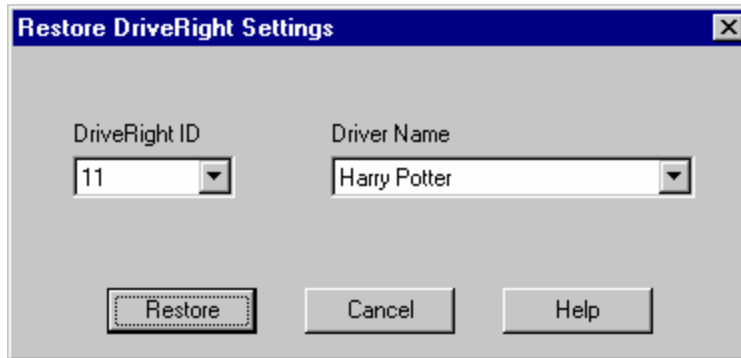 Restore DriveRight Settings
DriveRight ID Driver Name
11 Harry Potter
Restore Cancel Help